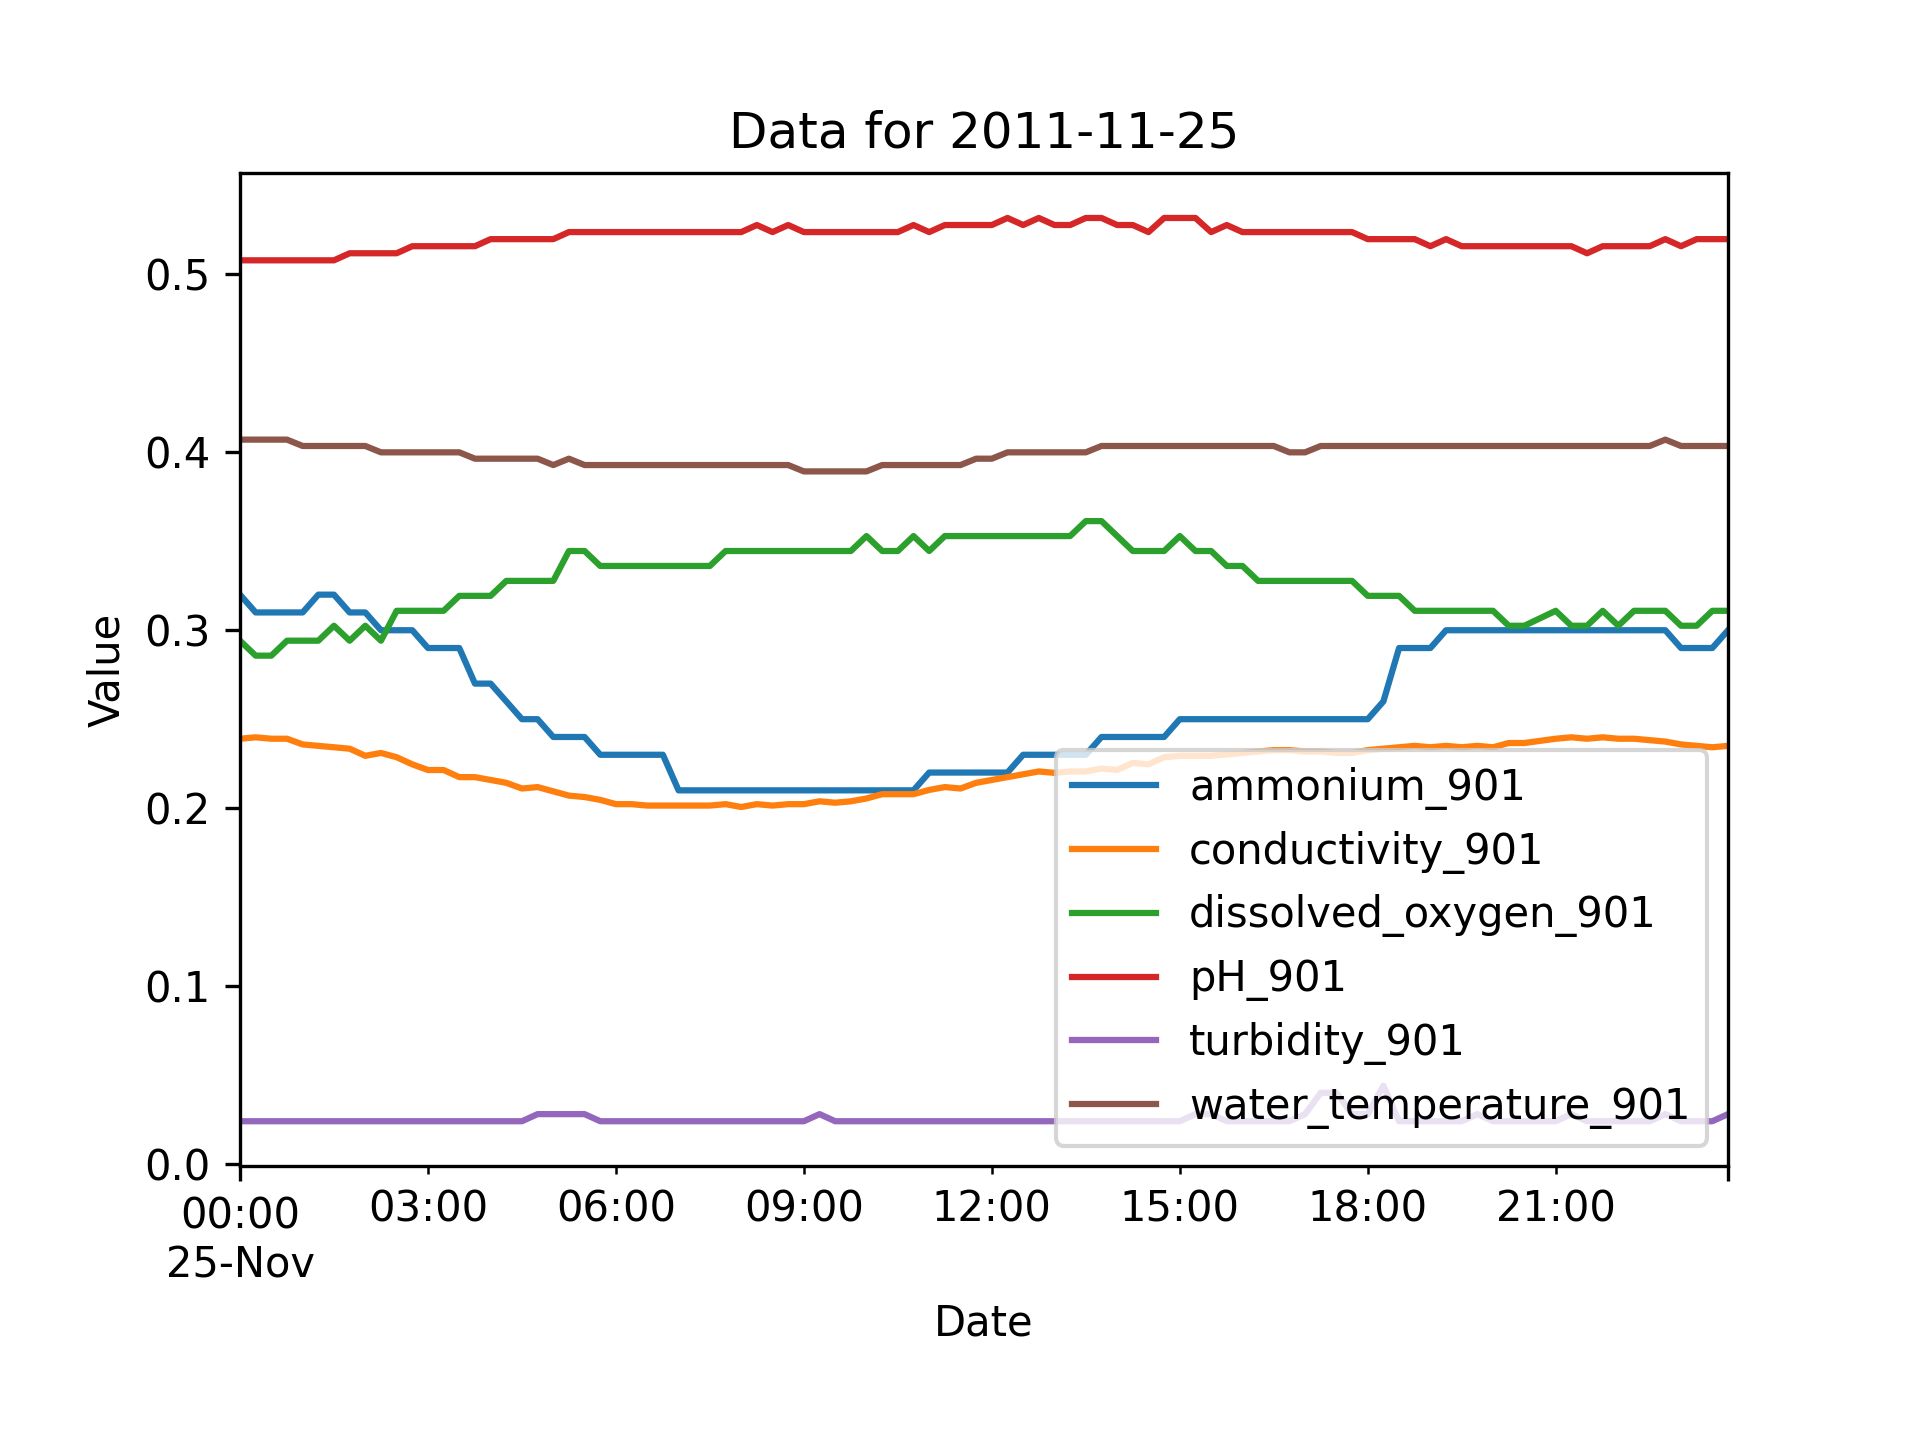 Data for 2011-11-25
Value
0.5
0.4
0.3
0.2
0.1
0.0
ammonium_901
conductivity_901
dissolved_oxygen_901
pH_901
turbidity_901
water_temperature_901
00:00 03:00 06:00 09:00 12:00 15:00 18:00 21:00
25-Nov
Date